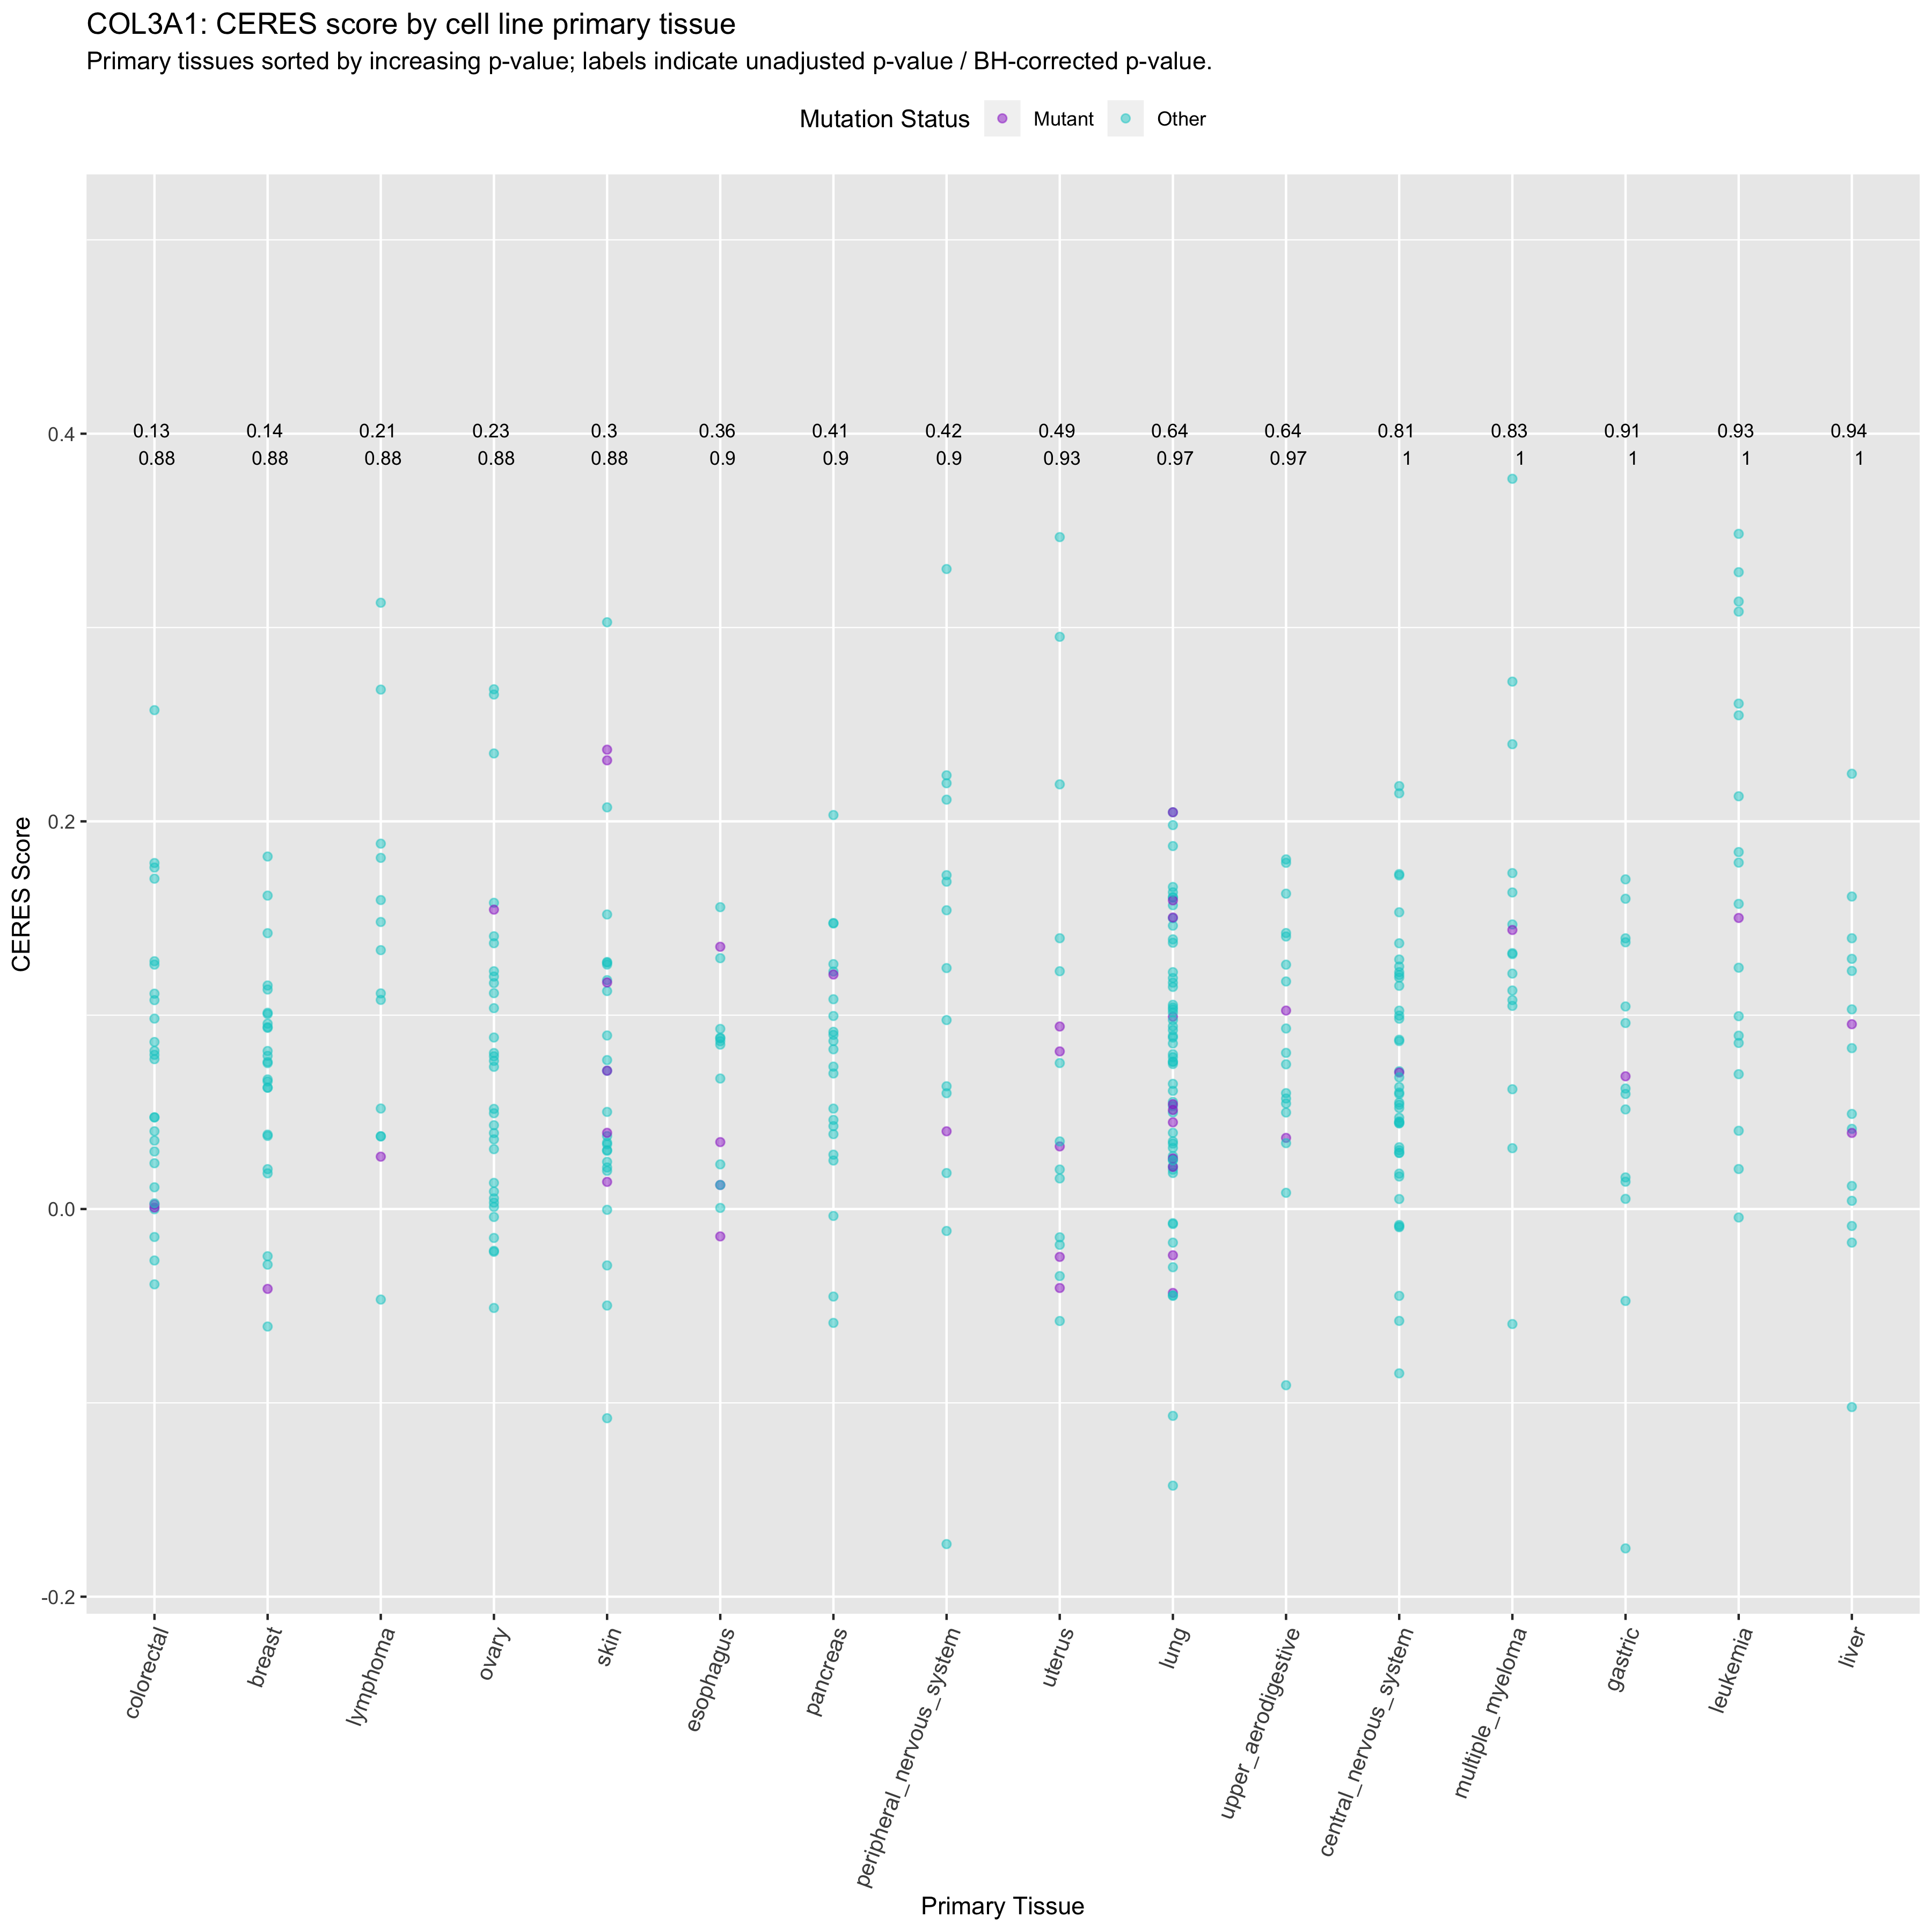 COL3A1: CERES score by cell line primary tissue
Primary tissues sorted by increasing p-value; labels indicate unadjusted p-value / BH-corrected p-value.
Mutation Status Mutant Other
0.4
0.13 0.14 0.21 0.23 0.3 0.36 0.41 0.42 0.49 0.64 0.64 0.81 0.83 0.91 0.93 0.94
0.88 0.88 0.88 0.88 0.88 0.9 0.9 0.9 0.93 0.97 0.97 1 1 1 1 1
0.2
0.0
-0.2
CERES Score
colorectal
breast
lymphoma
ovary
skin
esophagus
pancreas
peripheral_nervous_system
uterus
lung
upper_aerodigestive
central_nervous_system
multiple_myeloma
gastric
leukemia
liver
Primary Tissue